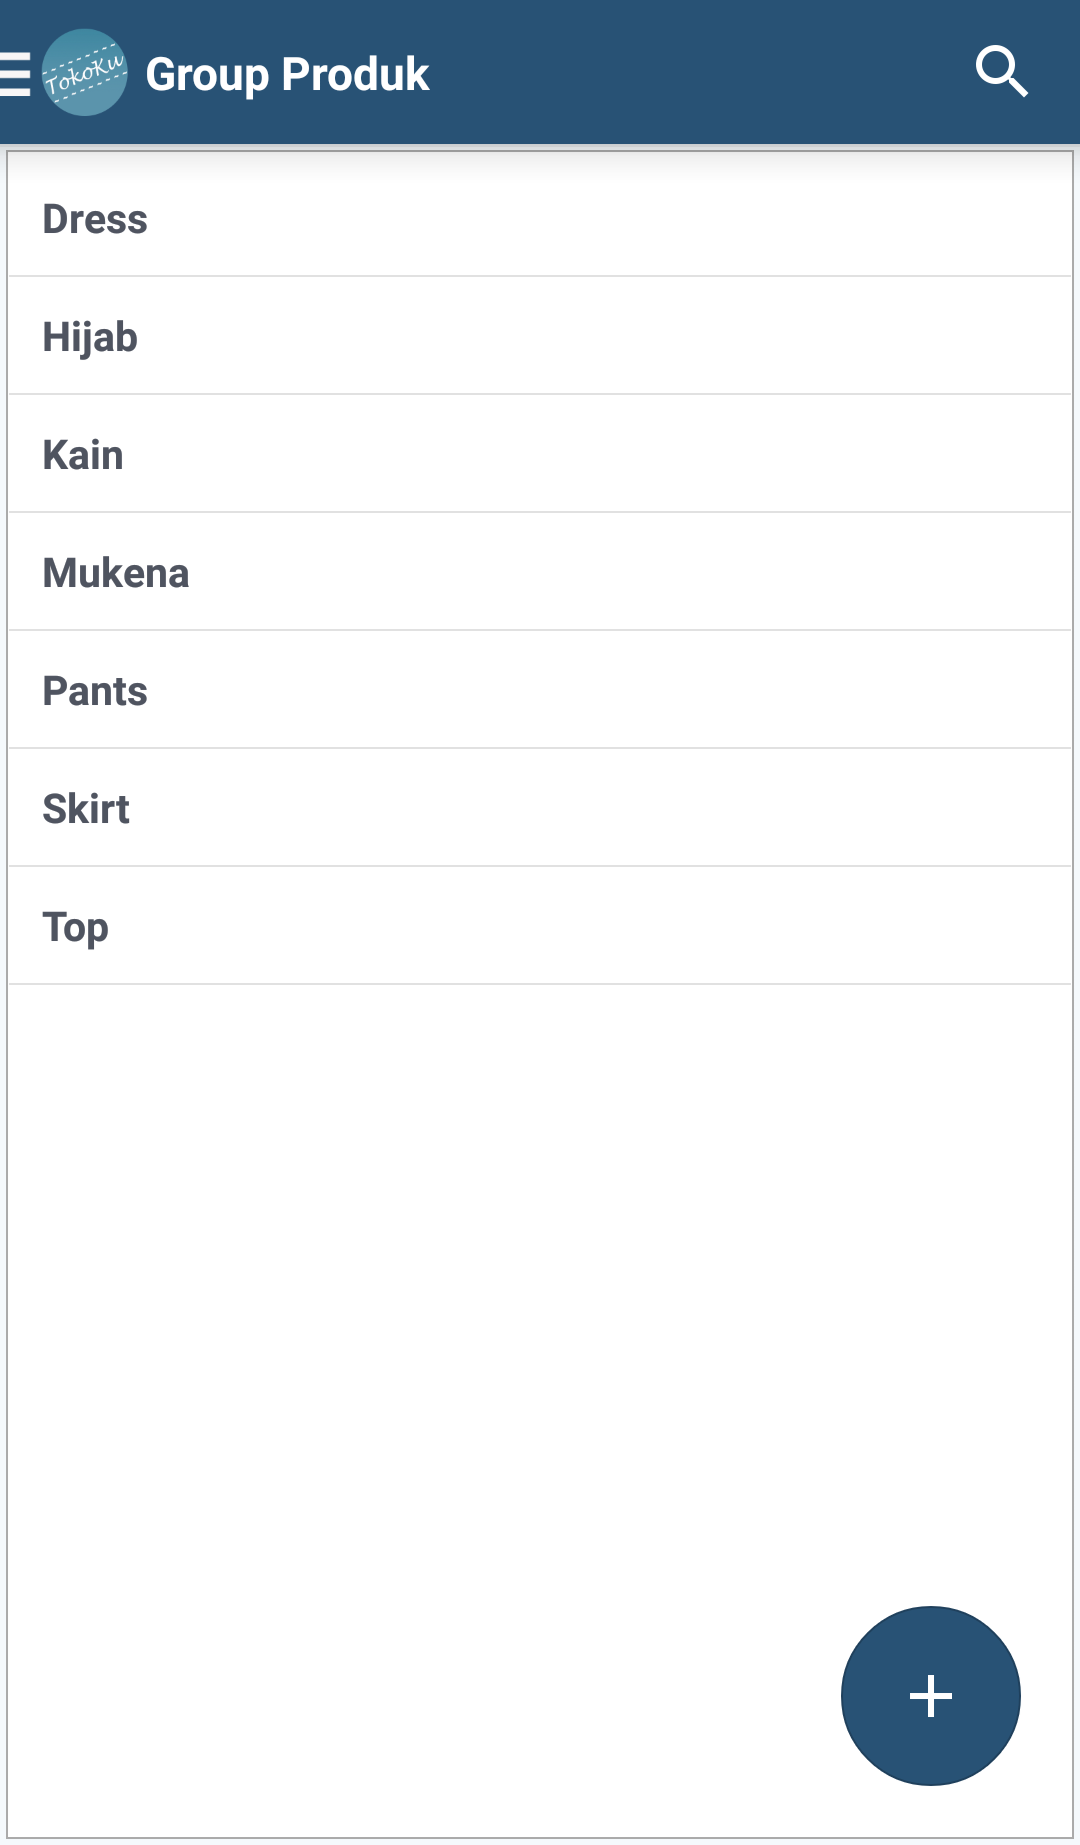 TokoKu
Group Produk
Dress
Hijab
Kain
Mukena
Pants
Skirt
Top